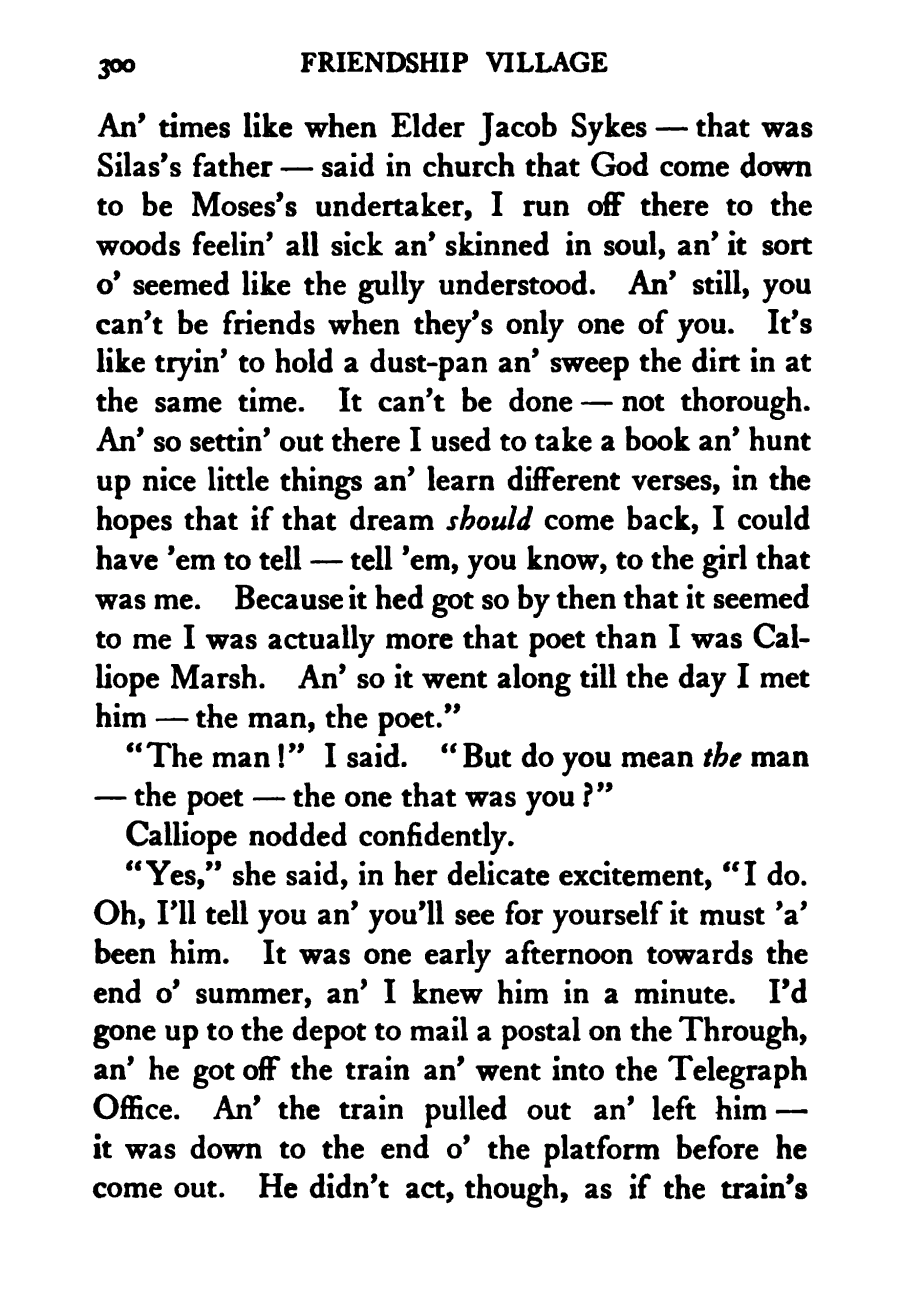 300 FRIENDSHIP VILLAGE
An' times like when Elder Jacob Sykes — that was
Silas's father — said in church that God come down
to be Moses's undertaker, I run off there to the
woods feelin' all sick an' skinned in soul, an' it sort
o' seemed like the gully understood. An' still, you
can't be friends when they's only one of you. It's
like tryin' to hold a dust-pan an' sweep the dirt in at
the same time. It can't be done — not thorough.
An' so settin' out there I used to take a book an' hunt
up nice little things an' learn different verses, in the
hopes that if that dream should come back, I could
have 'em to tell — tell 'em, you know, to the girl that
was me. Because it hed got so by then that it seemed
to me I was actually more that poet than I was Cal-
liope Marsh. An' so it went along till the day I met
him — the man, the poet."
"The man!" I said. "But do you mean the man
— the poet — the one that was you?"
Calliope nodded confidently.
"Yes," she said, in her delicate excitement, "I do.
Oh, I'll tell you an' you'll see for yourself it must 'a'
been him. It was one early afternoon towards the
end o' summer, an' I knew him in a minute. I'd
gone up to the depot to mail a postal on the Through,
an' he got off the train an' went into the Telegraph
Office. An' the train pulled out an' left him —
it was down to the end o' the platform before he
come out. He didn't act, though, as if the train's